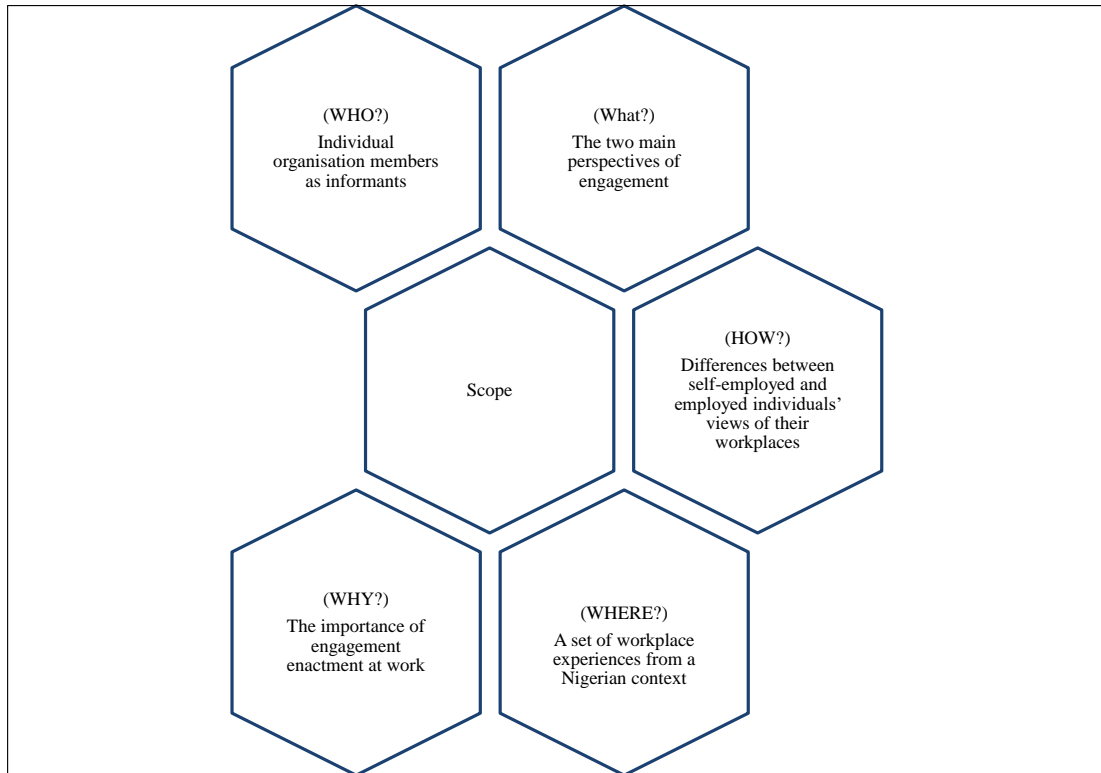 (WHO?)
Individual
organisation members
as informants
(What?)
The two main
perspectives of
engagement
Scope
(HOW?)
Differences between
self-employed and
employed individuals’
views of their
workplaces
(WHY?)
The importance of
engagement
enactment at work
(WHERE?)
A set of workplace
experiences from a
Nigerian context